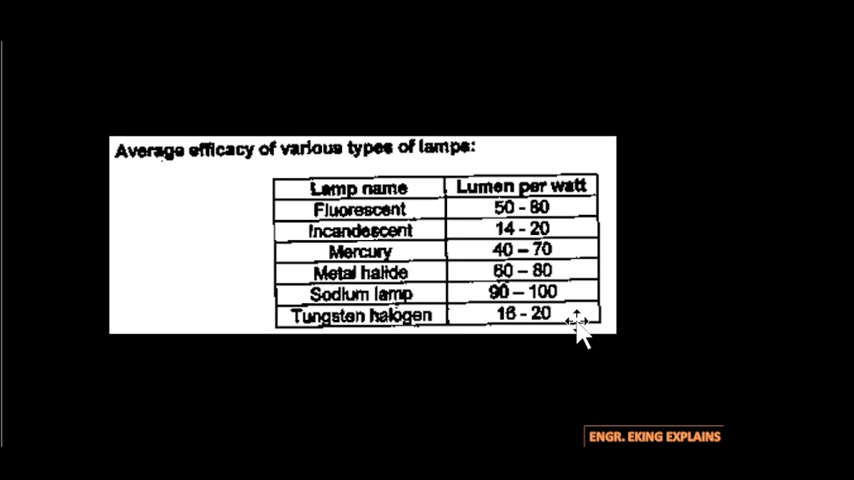 Average efficacy of various types of lamps:
Lamp name Lumen per watt
Fluorescent 50 - 80
Incandescent 14 - 20
Mercury 40 – 70
Metal halide 60 – 80
Sodium lamp 90 – 100
Tungsten halogen 16 - 20
ENGR. EKING EXPLAINS